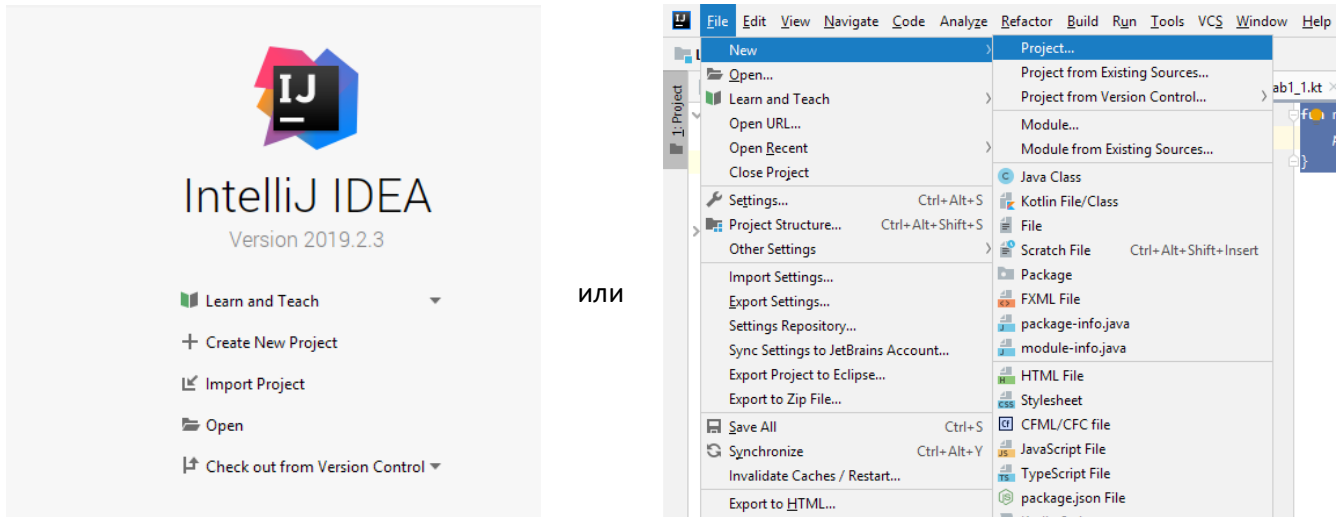 IJ
IntelliJ IDEA
Version 2019.2.3
Learn and Teach
Create New Project
Import Project
Open
Check out from Version Control
или
IJ File Edit View Navigate Code Analyze Refactor Build Run Tools VCS Window Help
New
Open...
Learn and Teach
Open URL...
Open Recent
Close Project
Settings... Ctrl+Alt+S
Project Structure... Ctrl+Alt+Shift+S
Other Settings
Import Settings...
Export Settings...
Settings Repository...
Sync Settings to JetBrains Account...
Export Project to Eclipse...
Export to Zip File...
Save All Ctrl+S
Synchronize Ctrl+Alt+Y
Invalidate Caches / Restart...
Export to HTML...
Project...
Project from Existing Sources...
Project from Version Control...
Module...
Module from Existing Sources...
Java Class
Kotlin File/Class
File
Scratch File Ctrl+Alt+Shift+Insert
Package
FXML File
package-info.java
module-info.java
HTML File
Stylesheet
CFML/CFC file
JavaScript File
TypeScript File
package.json File
1: Project
ab1_1.kt
}